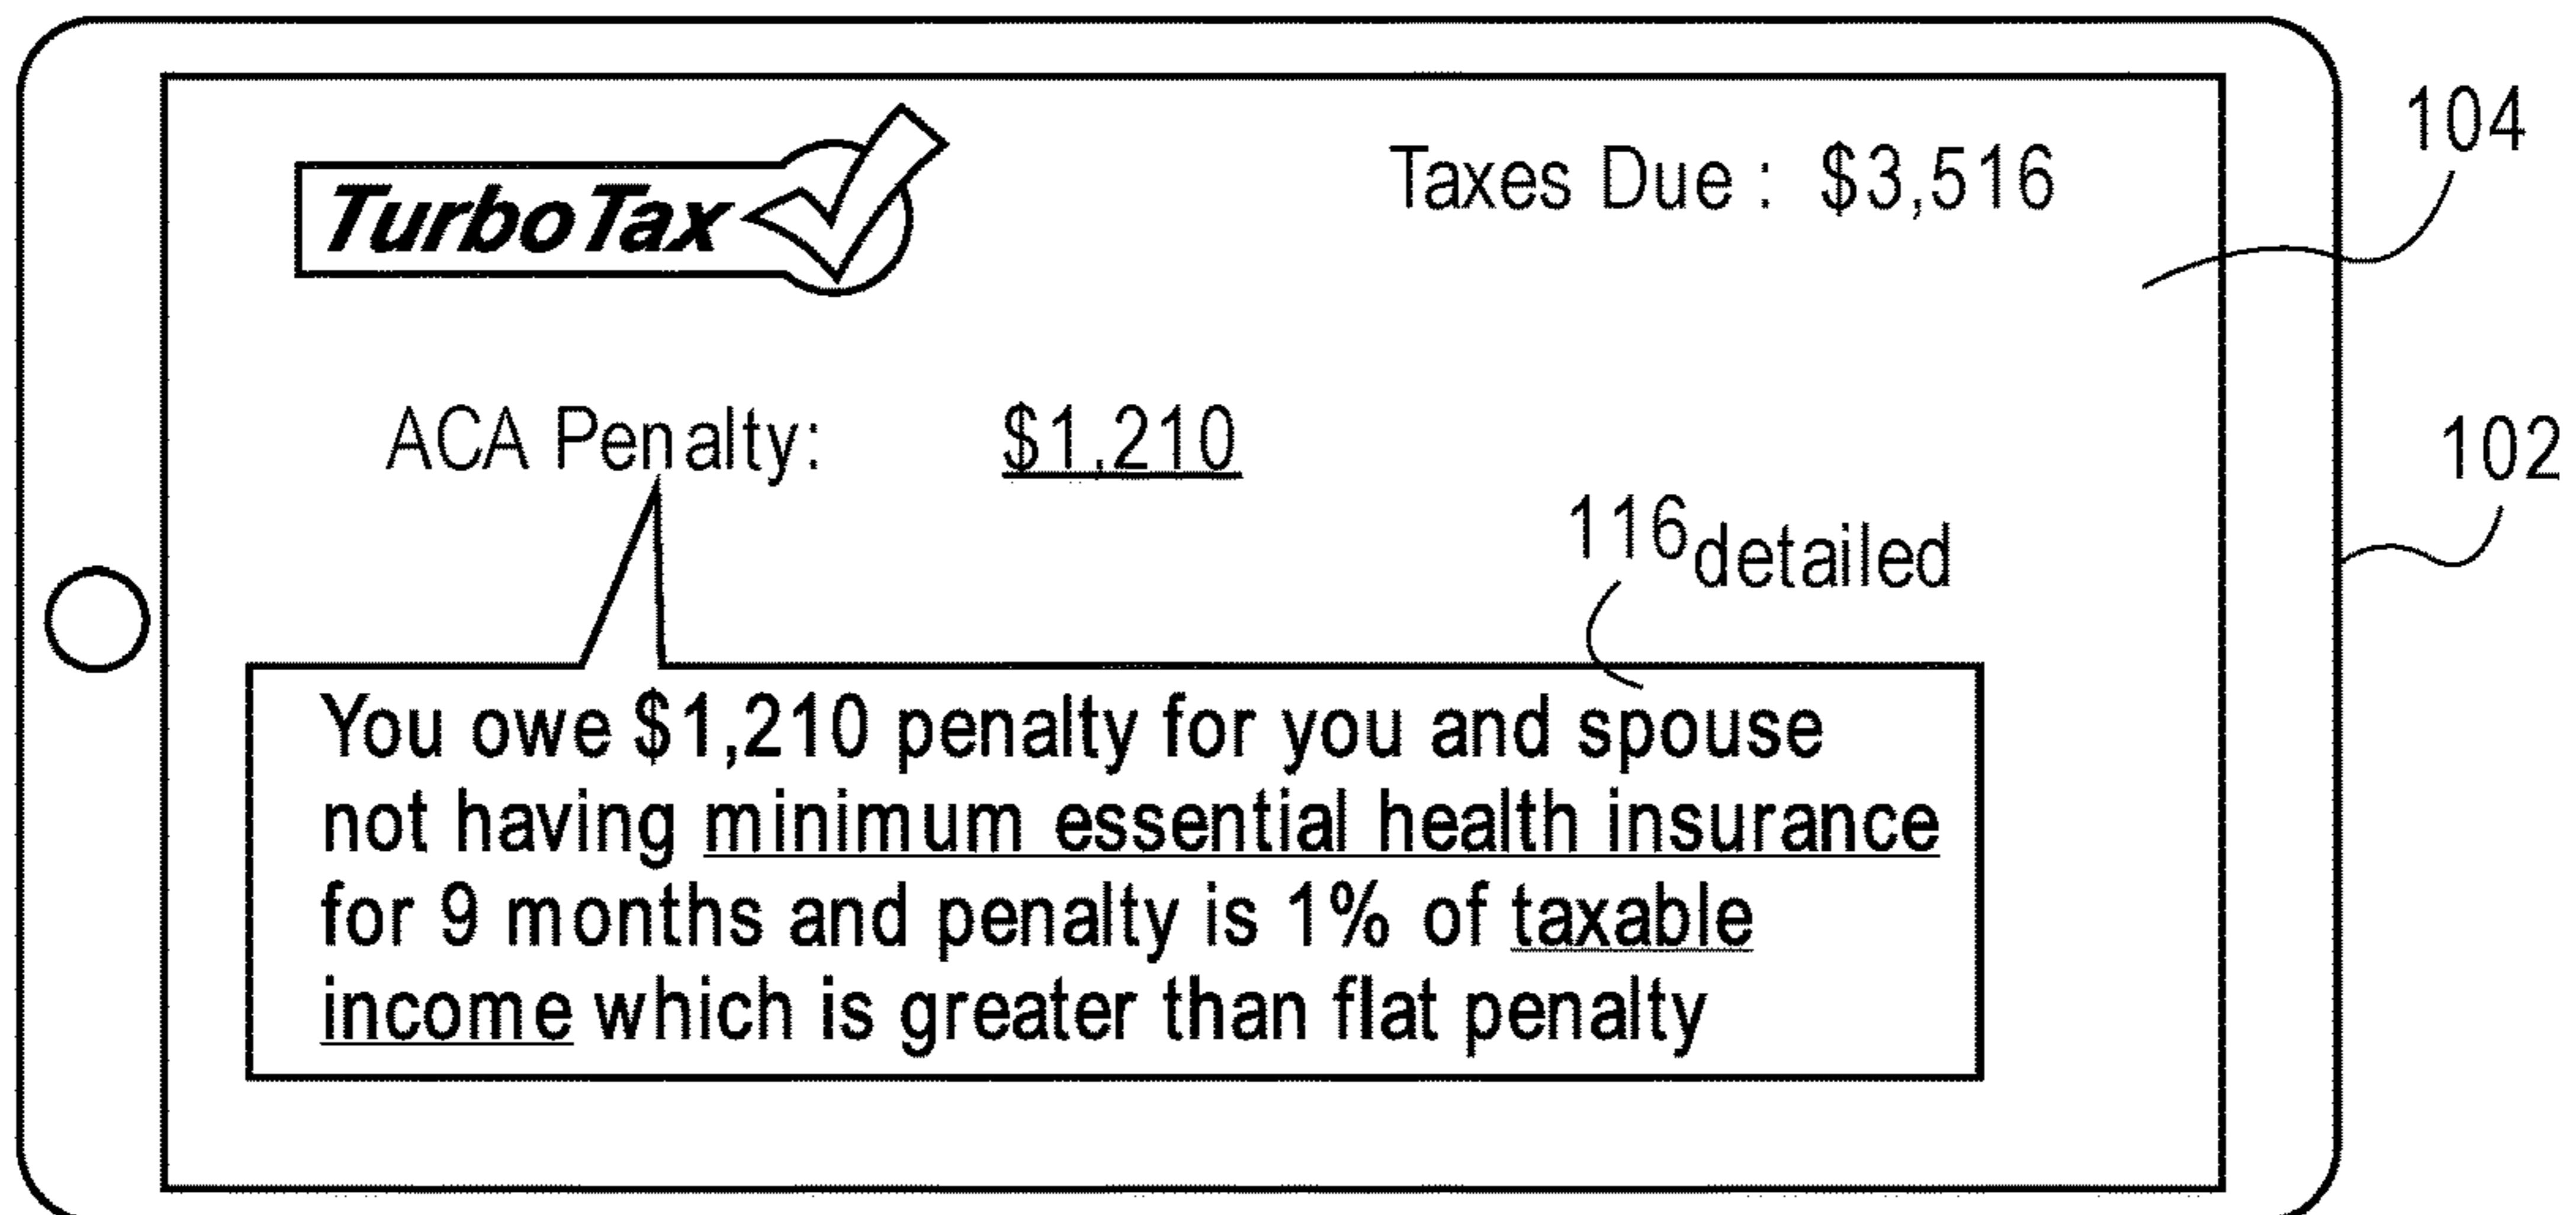 TurboTax
Taxes Due : $3,516
104
ACA Penalty: $1,210
102
116detailed
You owe $1,210 penalty for you and spouse
not having minimum essential health insurance
for 9 months and penalty is 1% of taxable
income which is greater than flat penalty